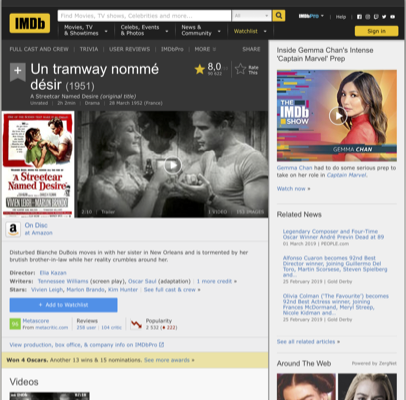 IMDb
Find Movies, TV shows, Celebrities and more...
All
IMDbPro
Help
Movies, TV
& Showtimes
Celebs, Events
& Photos
News &
Community
Watchlist
Sign in
FULL CAST AND CREW | TRIVIA | USER REVIEWS | IMDbPro | MORE
SHARE
Un tramway nommé
désir (1951)
A Streetcar Named Desire (original title)
8,0
Rate
This
Unrated | 2h 2min | Drama | 28 March 1952 (France)
A Streetcar
Named Desire
VIVIEN LEIGH
MARLON BRANDO
Trailer
On Disc
at Amazon
Disturbed Blanche DuBois moves in with her sister in New Orleans and is tormented by her
brutish brother-in-law while her reality crumbles around her.
Director: Elia Kazan
Writers: Tennessee Williams (screen play), Oscar Saul (adaptation) | 1 more credit »
Stars: Vivien Leigh, Marlon Brando, Kim Hunter | See full cast & crew »
+ Add to Watchlist
Metascore
From metacritic.com
Reviews
258 user | 104 critic
Popularity
2 532 ( 222)
View production, box office, & company info on IMDbPro
Won 4 Oscars. Another 13 wins & 15 nominations. See more awards »
Videos
Inside Gemma Chan's Intense
'Captain Marvel' Prep
THE
IMDb
SHOW
GEMMA CHAN
Gemma Chan had to do some serious prep to
take on her role in Captain Marvel.
Watch now »
Related News
Legendary Composer and Four-Time
Oscar Winner André Previn Dead at 89
01 March 2019 | PEOPLE.com
Alfonso Cuaron becomes 92nd Best
Director winner, joining Guillermo Del
Toro, Martin Scorsese, Steven Spielberg
and...
25 February 2019 | Gold Derby
Olivia Colman ('The Favourite') becomes
92nd Best Actress winner, joining
Frances McDormand, Meryl Streep,
Nicole Kidman and...
25 February 2019 | Gold Derby
See all related articles »
Around The Web
Powered by ZergNet